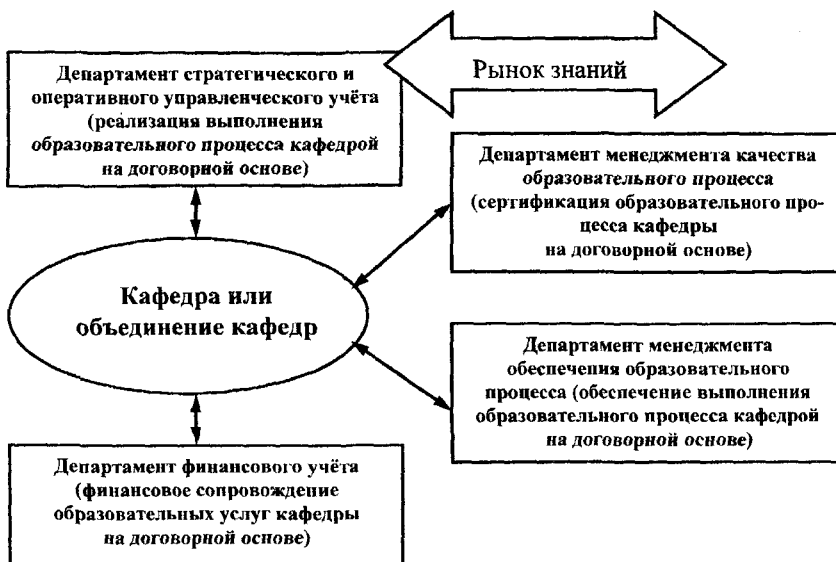 Департамент стратегического и
оперативного управленческого учёта
(реализация выполнения
образовательного процесса кафедрой
на договорной основе)
Рынок знаний
Департамент менеджмента качества
образовательного процесса
(сертификация образовательного про-
цесса кафедры
на договорной основе)
Кафедра или
объединение кафедр
Департамент менеджмента
обеспечения образовательного
процесса (обеспечение выполнения
образовательного процесса кафедрой
на договорной основе)
Департамент финансового учёта
(финансовое сопровождение
образовательных услуг кафедры
на договорной основе)